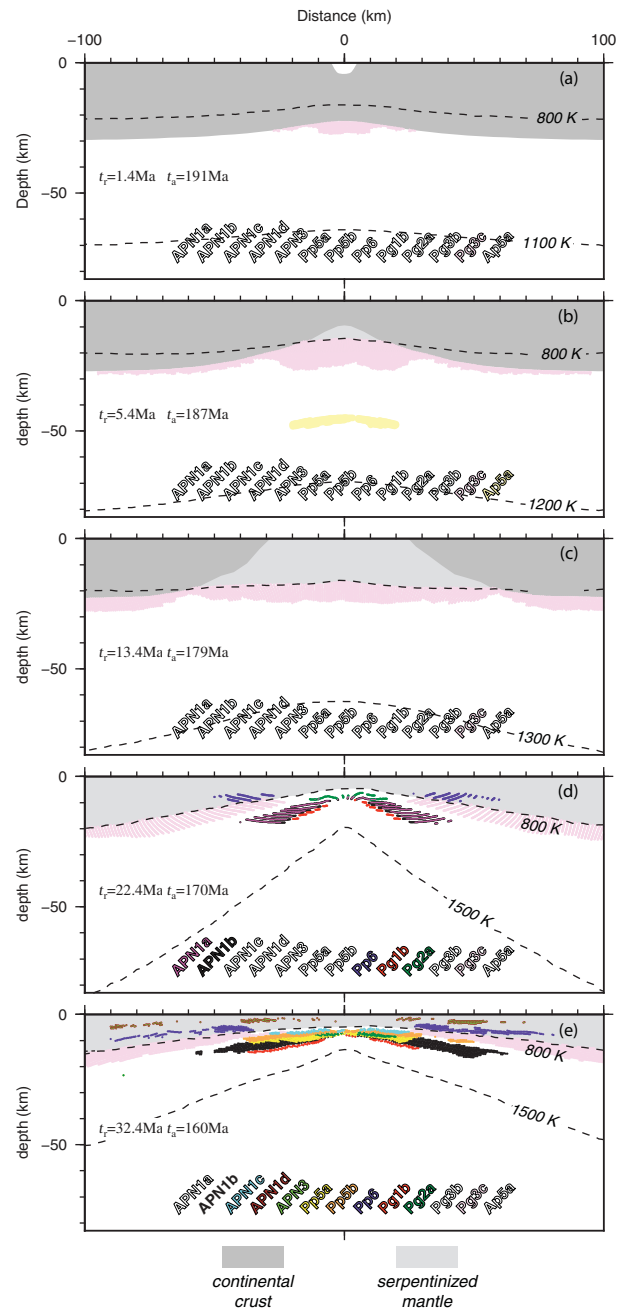 Distance (km)
−100 0 100
0
(a)
800 K
Depth (km)
tr=1.4Ma ta=191Ma
−50
1100 K
APN1a APN1b APN1c APN1d APN3 Pp5a Pp5b Pp6 Pg1b Pg2a Pg3b Pg3c Ap5a
0
(b)
800 K
depth (km)
tr=5.4Ma ta=187Ma
−50
1200 K
APN1a APN1b APN1c APN1d APN3 Pp5a Pp5b Pp6 Pg1b Pg2a Pg3b Pg3c Ap5a
0
(c)
800 K
depth (km)
tr=13.4Ma ta=179Ma
−50
1300 K
APN1a APN1b APN1c APN1d APN3 Pp5a Pp5b Pp6 Pg1b Pg2a Pg3b Pg3c Ap5a
0
(d)
800 K
depth (km)
tr=22.4Ma ta=170Ma
−50
1500 K
APN1a APN1b APN1c APN1d APN3 Pp5a Pp5b Pp6 Pg1b Pg2a Pg3b Pg3c Ap5a
0
(e)
800 K
depth (km)
1500 K
tr=32.4Ma ta=160Ma
−50
APN1a APN1b APN1c APN1d APN3 Pp5a Pp5b Pp6 Pg1b Pg2a Pg3b Pg3c Ap5a
continental crust
serpentinized mantle